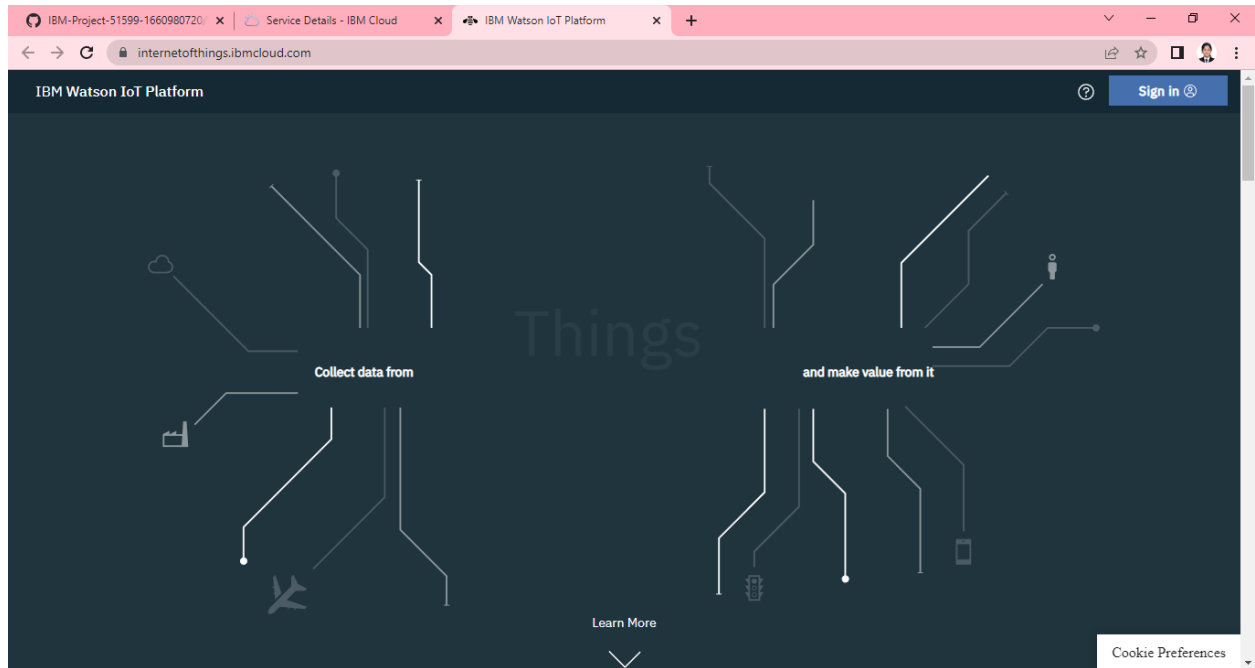 IBM-Project-51599-1660980720/
Service Details - IBM Cloud
IBM Watson IoT Platform
internetofthings.ibmcloud.com
IBM Watson IoT Platform
Sign in
Things
Collect data from
and make value from it
Learn More
Cookie Preferences